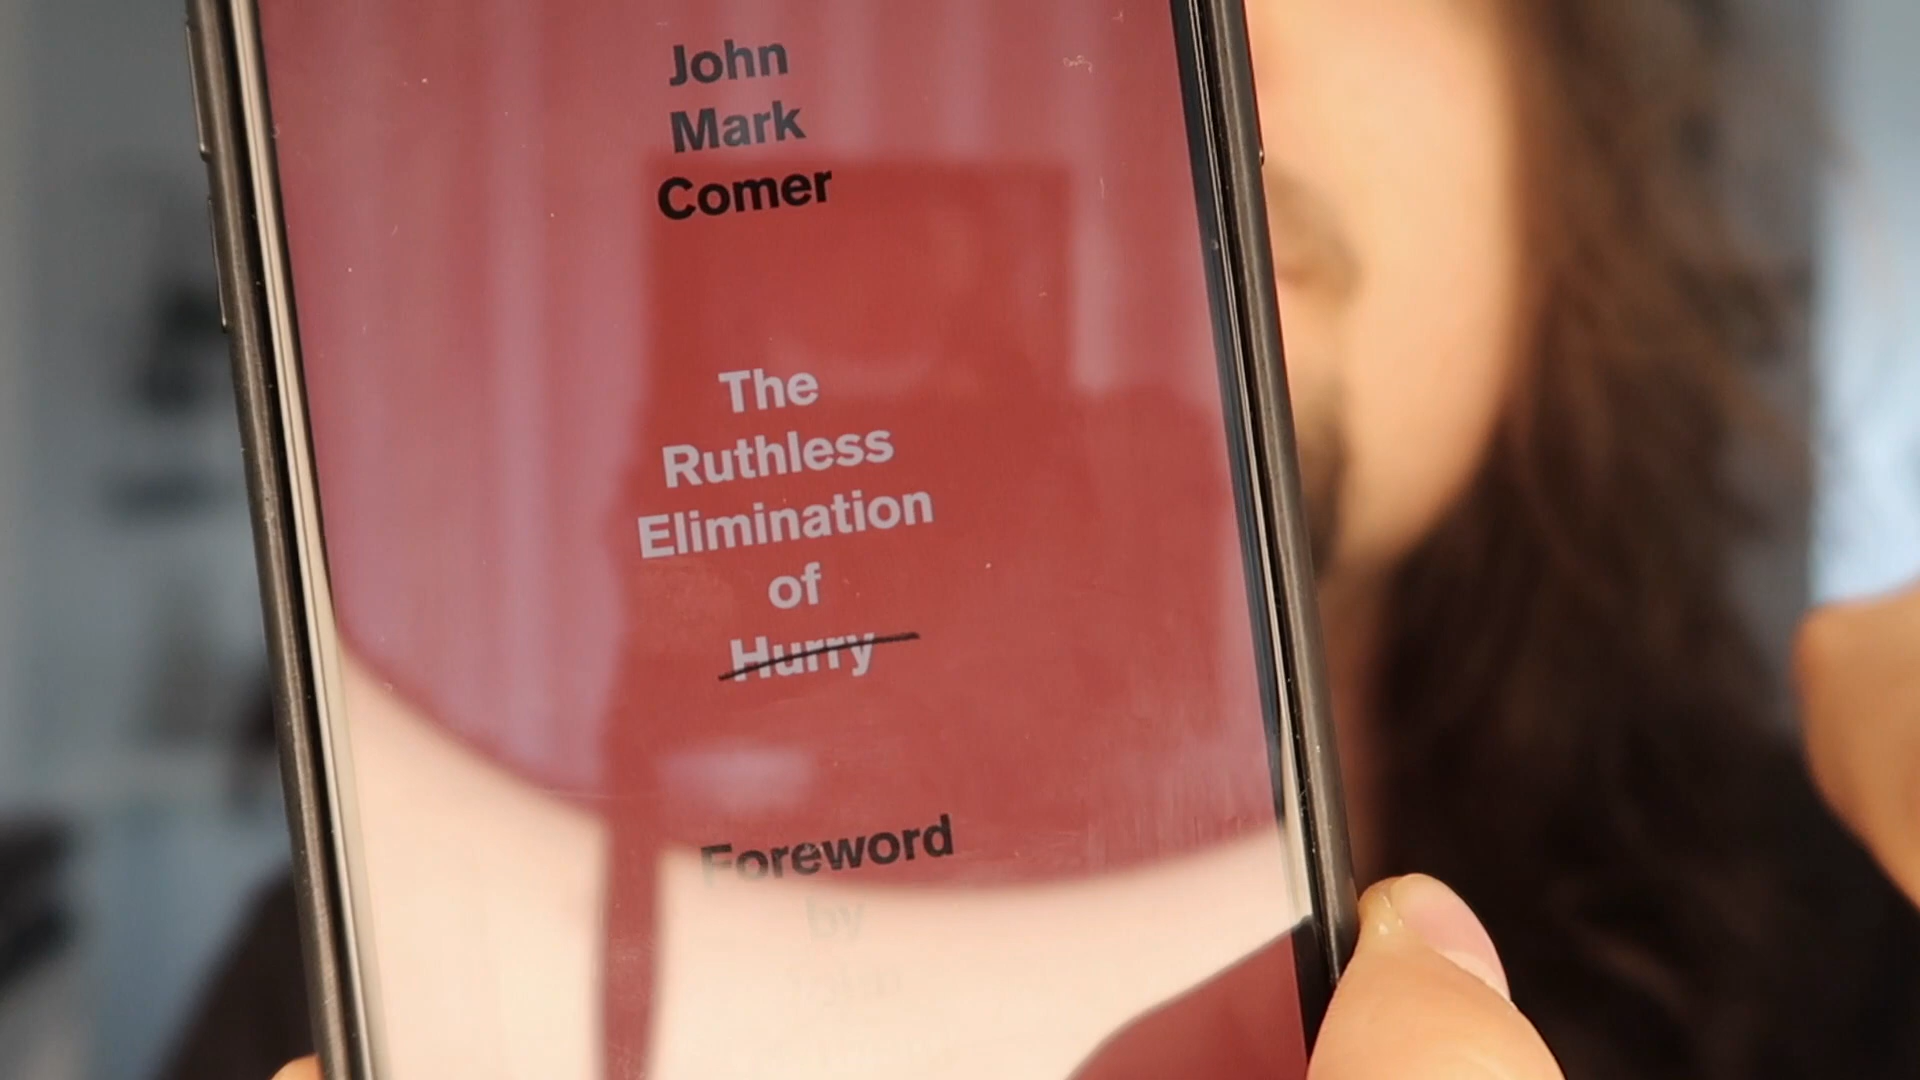 John
Mark
Comer
The
Ruthless
Elimination
of
Hurry
Foreword
by